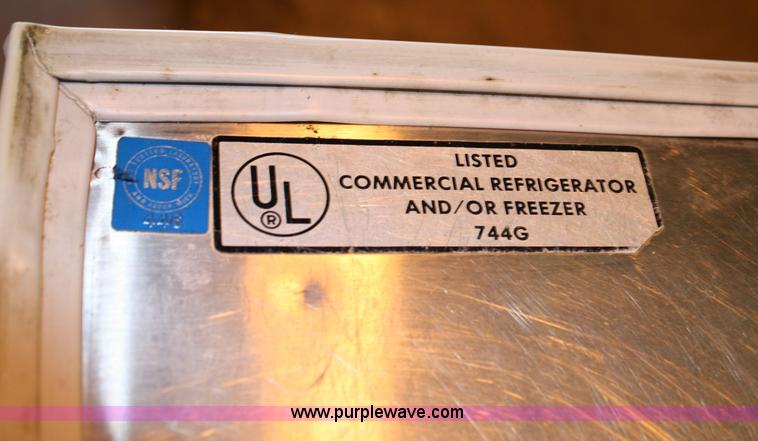 NSF
UL
®
LISTED
COMMERCIAL REFRIGERATOR
AND/OR FREEZER
744G
www.purplewave.com